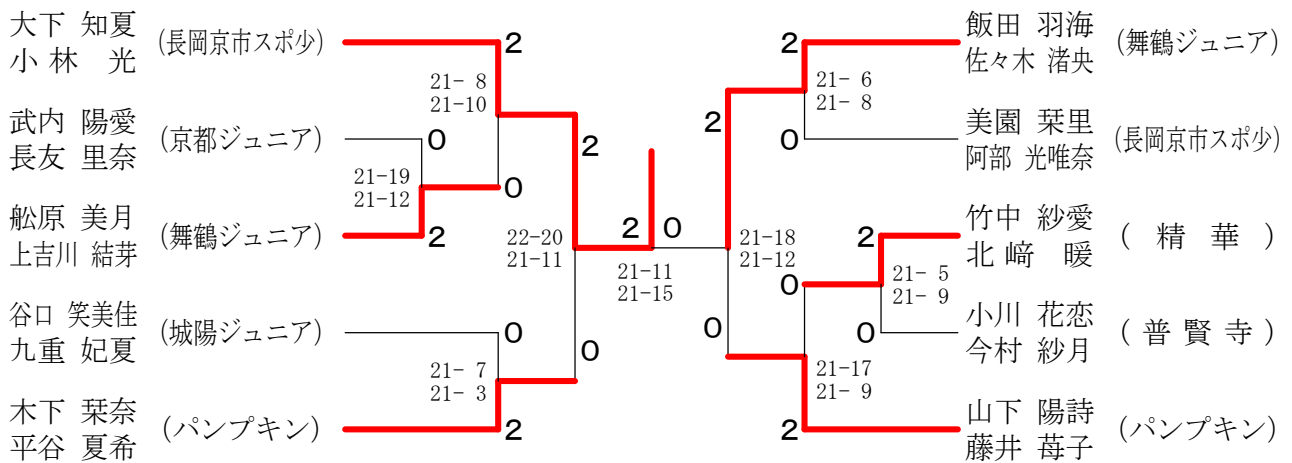 大下 知夏
小林 光
(長岡京市スポ少)
2
21- 8
21-10
武内 陽愛
長友 里奈
(京都ジュニア)
0
21-19
21-12
0
舩原 美月
上吉川 結芽
(舞鶴ジュニア)
2
2
22-20
21-11
谷口 笑美佳
九重 妃夏
(城陽ジュニア)
0
0
21- 7
21- 3
木下 栞奈
平谷 夏希
(パンプキン)
2
2
0
21-11
21-15
飯田 羽海
佐々木 渚央
(舞鶴ジュニア)
2
21- 6
21- 8
2
美園 栞里
阿部 光唯奈
(長岡京市スポ少)
0
21-18
21-12
竹中 紗愛
北﨑 暖
(精華)
2
0
21- 5
21- 9
小川 花恋
今村 紗月
(普賢寺)
0
0
21-17
21- 9
山下 陽詩
藤井 苺子
(パンプキン)
2